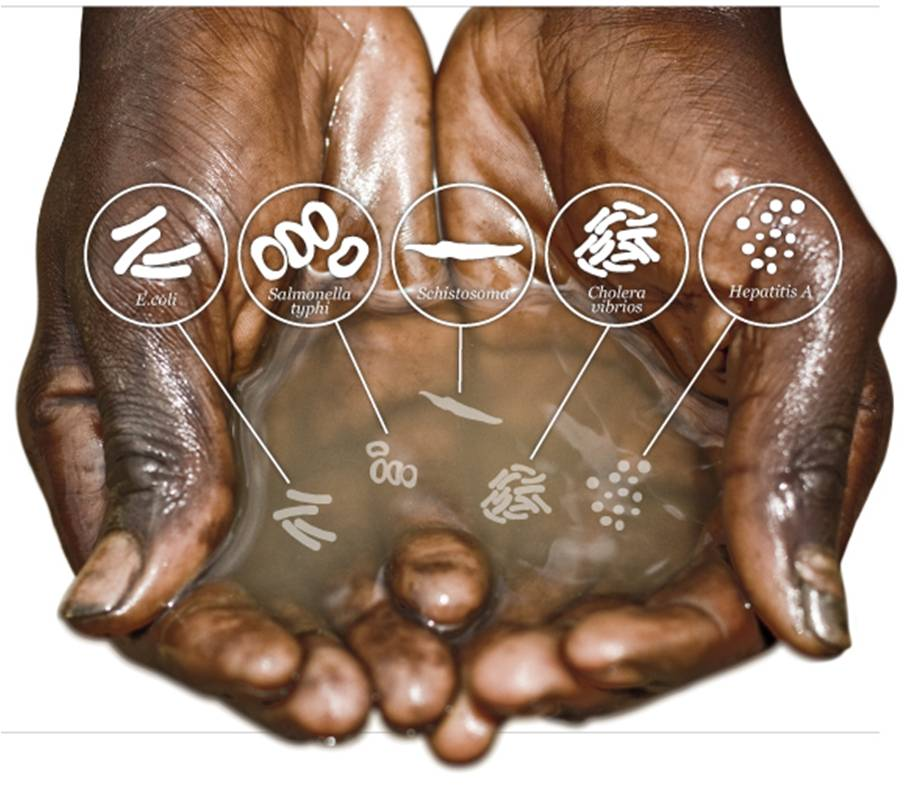 E.coli
Salmonella
typhi
Schistosoma
Cholera
vibrios
Hepatitis A